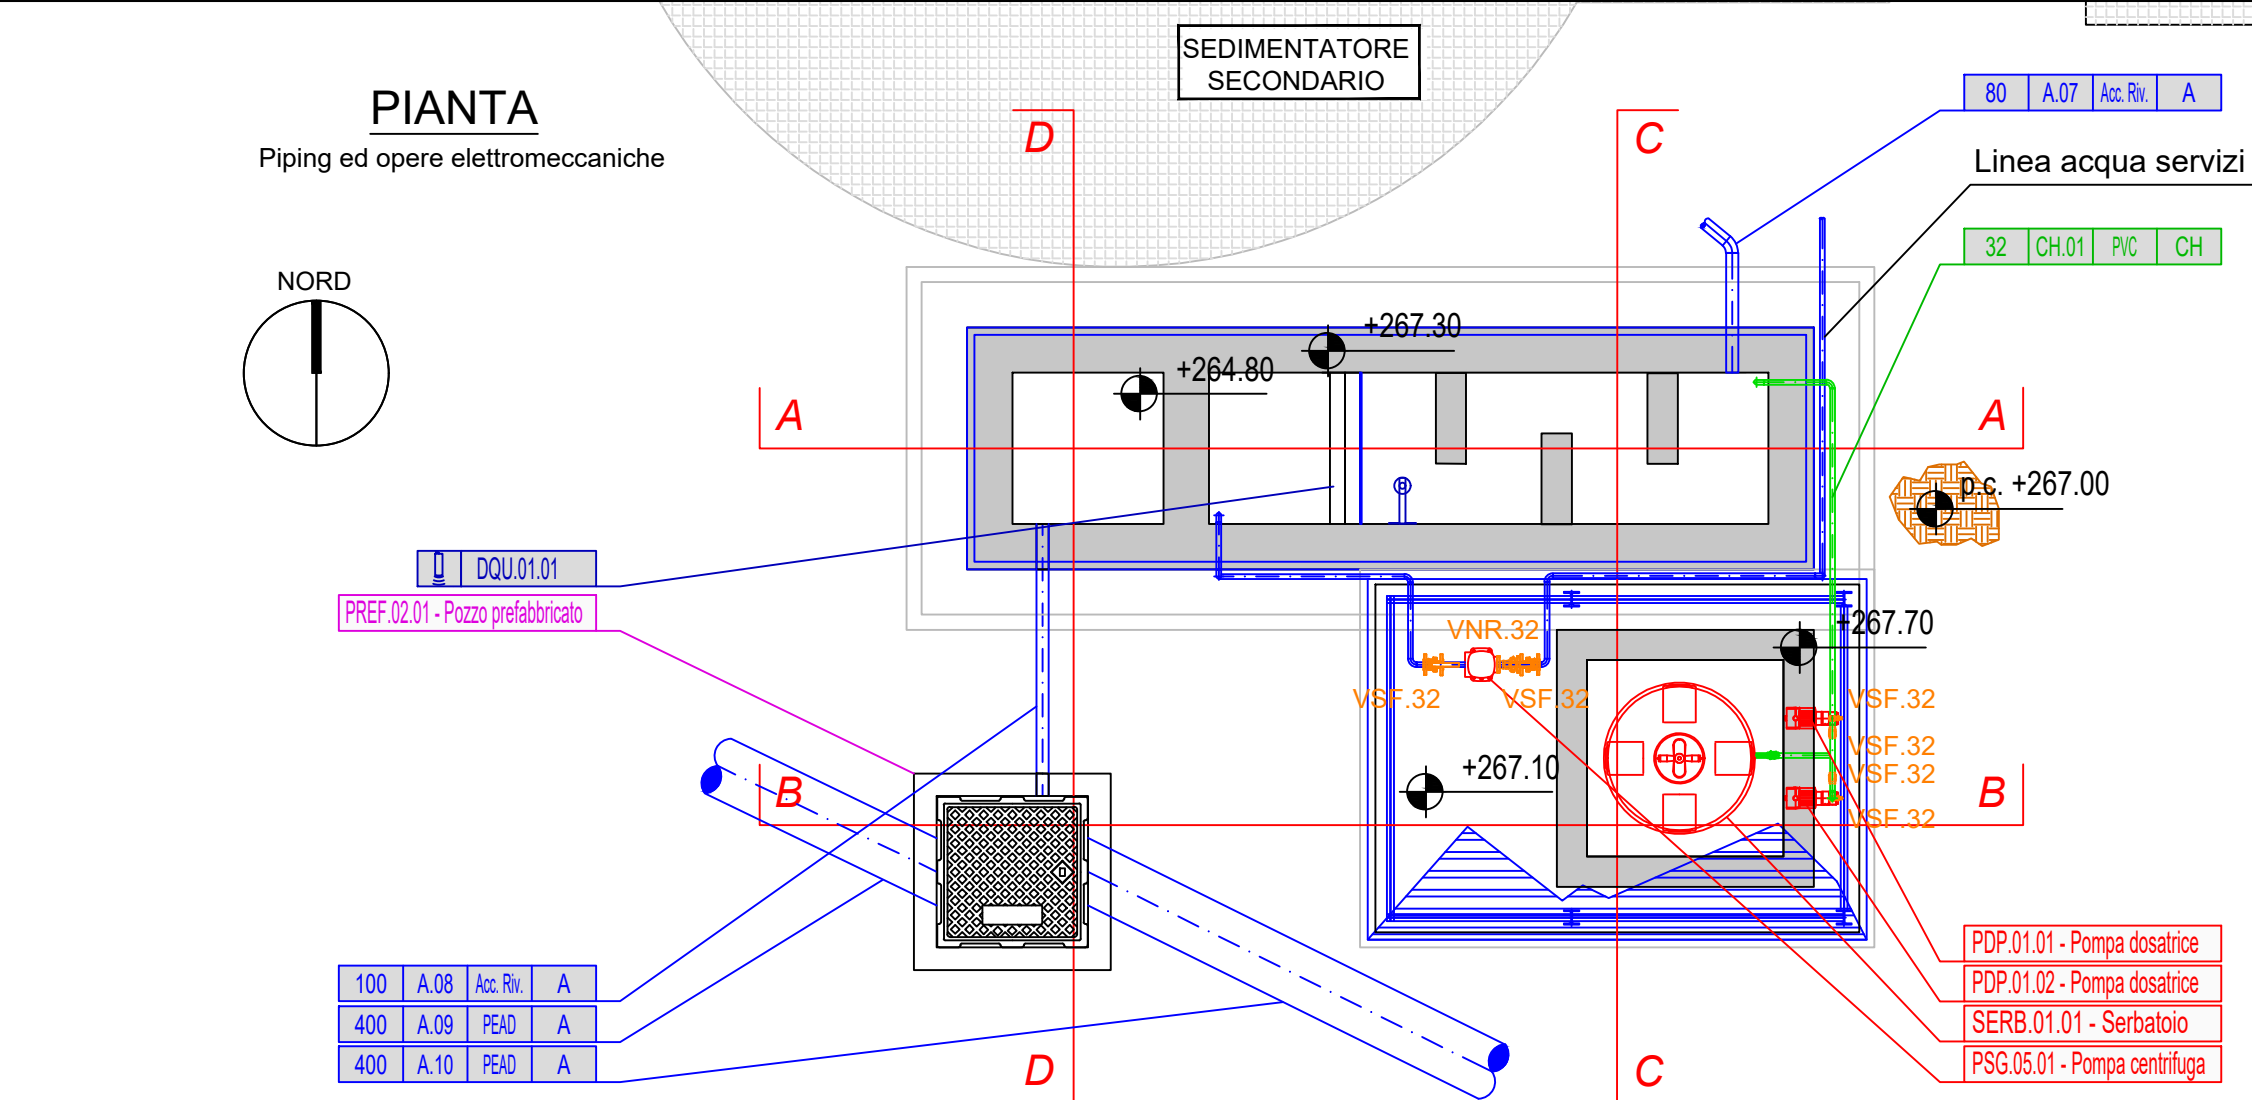 SEDIMENTATORE
SECONDARIO
PIANTA
Piping ed opere elettromeccaniche
NORD
D
C
80 A.07 Acc. Riv. A
Linea acqua servizi
32 CH.01 PVC CH
+267.30
+264.80
A
A
p.c. +267.00
DQU.01.01
PREF.02.01 - Pozzo prefabbricato
VNR.32
+267.70
VSF.32
VSF.32
VSF.32
VSF.32
VSF.32
VSF.32
+267.10
B
B
100 A.08 Acc. Riv. A
400 A.09 PEAD A
400 A.10 PEAD A
PDP.01.01 - Pompa dosatrice
PDP.01.02 - Pompa dosatrice
SERB.01.01 - Serbatoio
PSG.05.01 - Pompa centrifuga
D
C